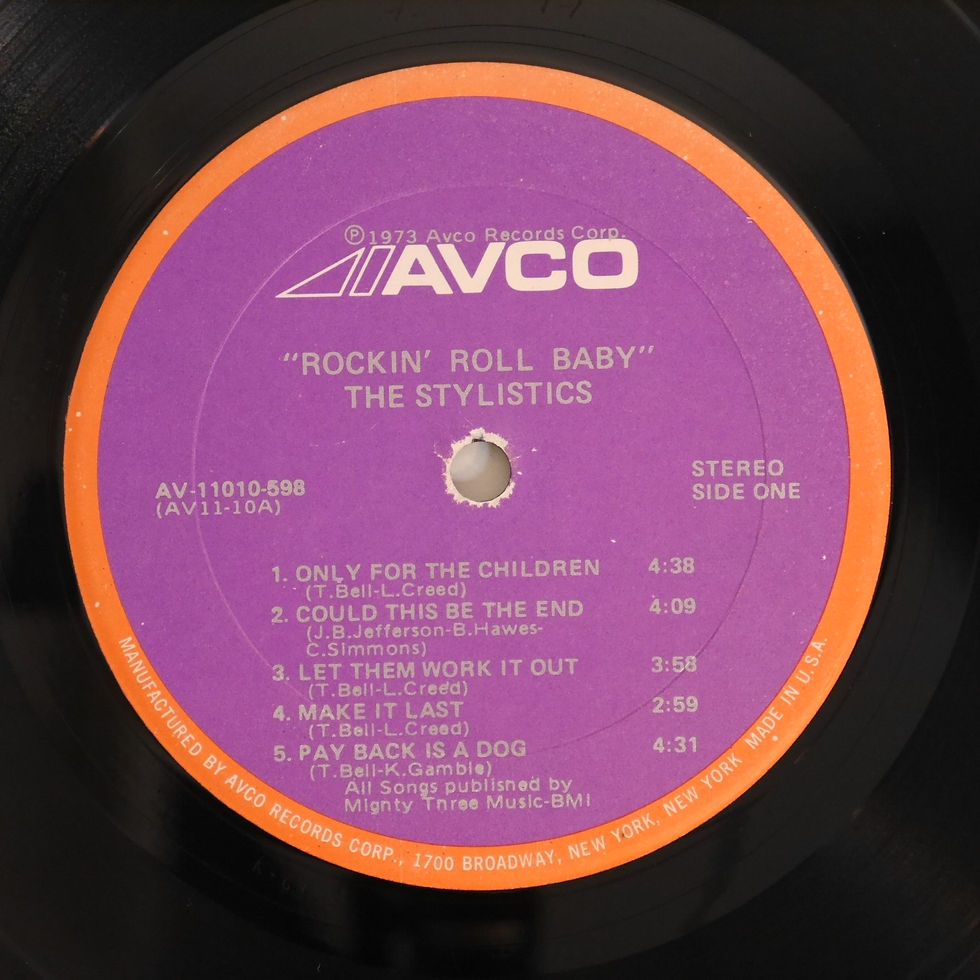 Ⓟ1973 Avco Records Corp.
AVCO
"ROCKIN' ROLL BABY"
THE STYLISTICS
AV-11010-598
(AV11-10A)
STEREO
SIDE ONE
1. ONLY FOR THE CHILDREN 4:38
(T.Bell-L.Creed)
2. COULD THIS BE THE END 4:09
(J.B.Jefferson-B.Hawes-
C.Simmons)
3. LET THEM WORK IT OUT 3:58
(T.Bell-L.Creed)
4. MAKE IT LAST 2:59
(T.Bell-L.Creed)
5. PAY BACK IS A DOG 4:31
(T.Bell-K.Gamble)
All Songs published by
Mighty Three Music-BMI
MANUFACTURED BY AVCO RECORDS CORP., 1700 BROADWAY, NEW YORK, NEW YORK MADE IN U.S.A.